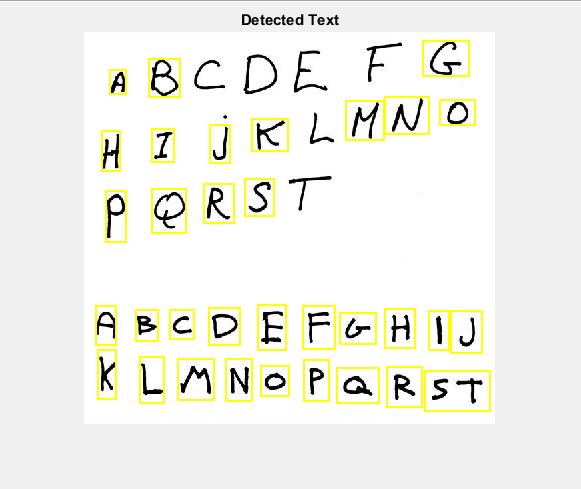 Detected Text
A B C D E F G
H I j K L M N O
P Q R S T
A B C D E F G H I J
K L M N O P Q R S T